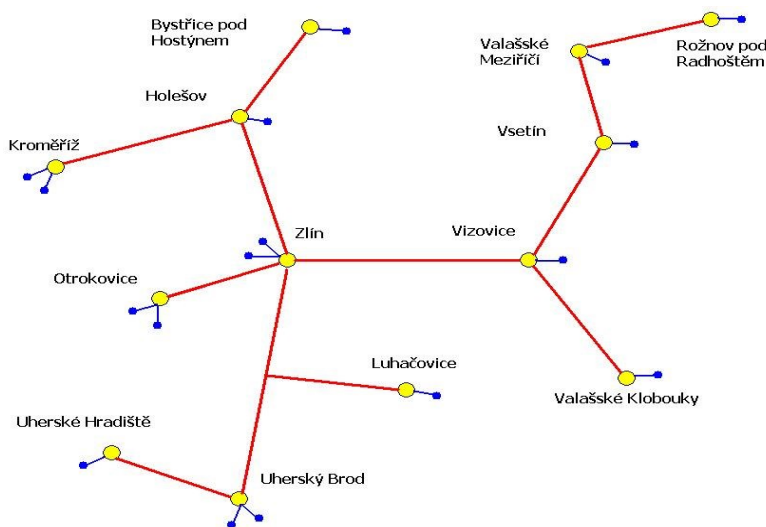 Bystřice pod
Hostýnem
Valašské
Meziříčí
Rožnov pod
Radhoštěm
Holešov
Vsetín
Kroměříž
Zlín
Vizovice
Otrokovice
Luhačovice
Valašské Klobouky
Uherské Hradiště
Uherský Brod